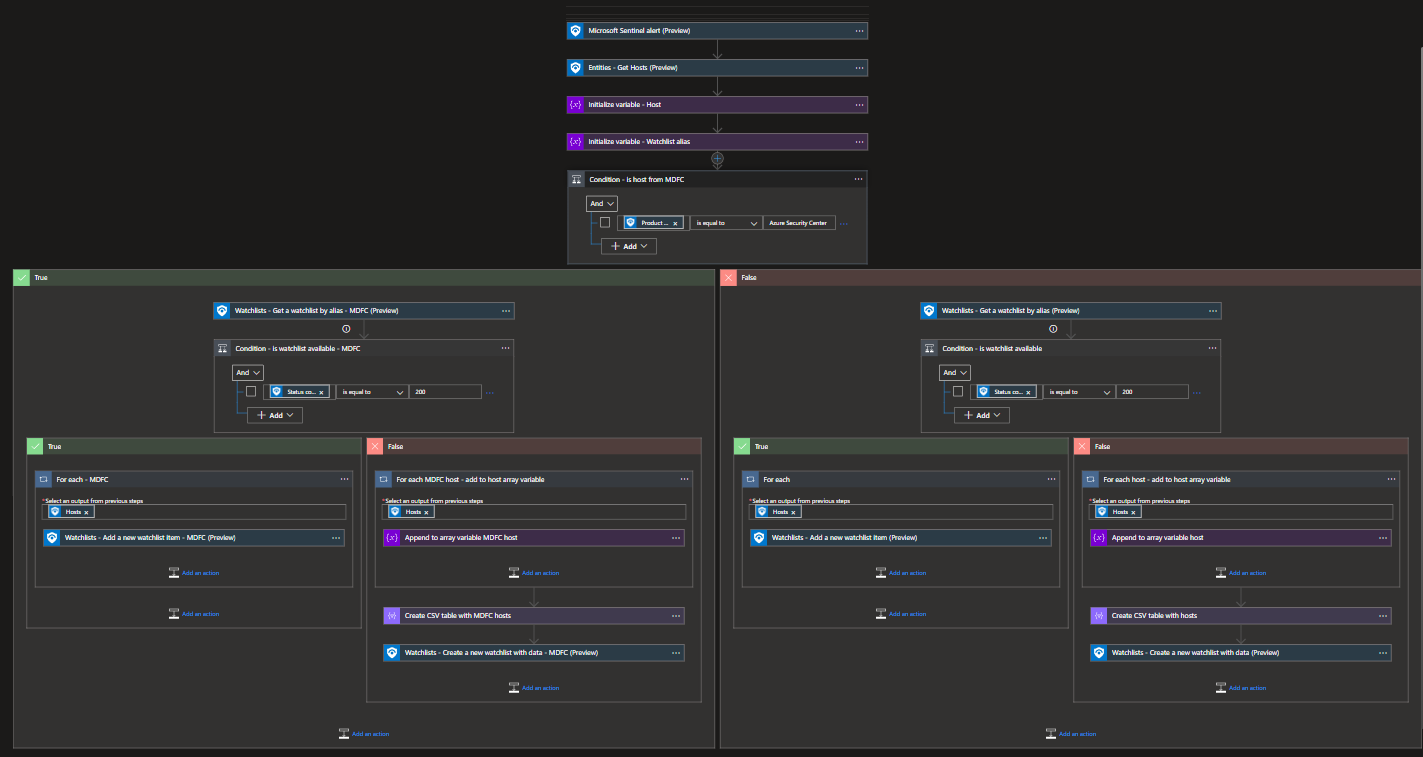 Microsoft Sentinel alert (Preview)
Entities - Get Hosts (Preview)
Initialize variable - Host
Initialize variable - Watchlist alias
Condition - is host from MDFC
And
Product ... x is equal to Azure Security Center
Add
True
False
Watchlists - Get a watchlist by alias - MDFC (Preview)
Condition - is watchlist available - MDFC
And
Status co... x is equal to 200
Add
True
For each - MDFC
*Select an output from previous steps
Hosts x
Watchlists - Add a new watchlist item - MDFC (Preview)
Add an action
Add an action
False
For each MDFC host - add to host array variable
*Select an output from previous steps
Hosts x
Append to array variable MDFC host
Add an action
Create CSV table with MDFC hosts
Watchlists - Create a new watchlist with data - MDFC (Preview)
Add an action
Add an action
Watchlists - Get a watchlist by alias (Preview)
Condition - is watchlist available
And
Status co... x is equal to 200
Add
True
For each
*Select an output from previous steps
Hosts x
Watchlists - Add a new watchlist item (Preview)
Add an action
Add an action
False
For each host - add to host array variable
*Select an output from previous steps
Hosts x
Append to array variable host
Add an action
Create CSV table with hosts
Watchlists - Create a new watchlist with data (Preview)
Add an action
Add an action